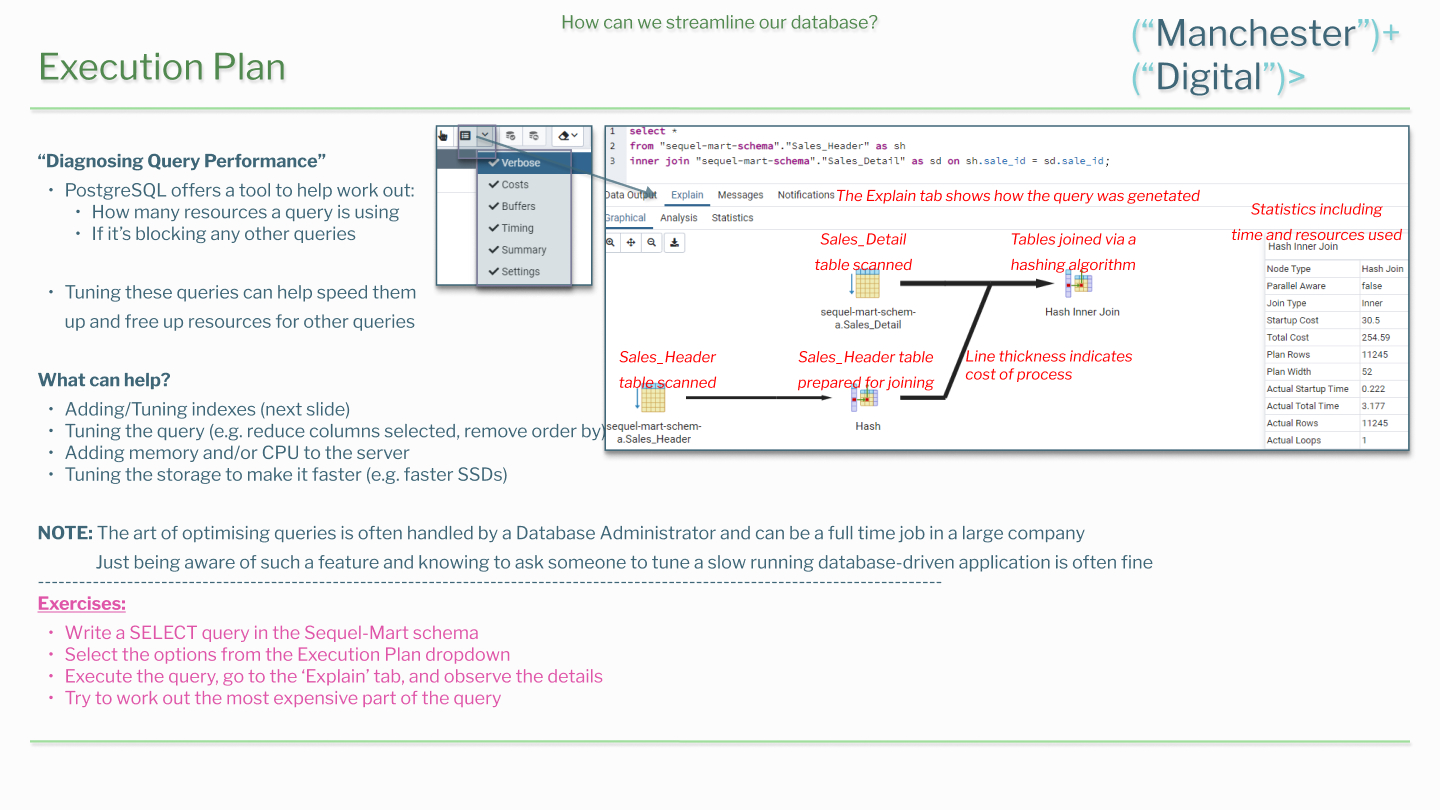 How can we streamline our database?
Execution Plan
(“Manchester”)+
(“Digital”)>
“Diagnosing Query Performance”
• PostgreSQL offers a tool to help work out:
• How many resources a query is using
• If it’s blocking any other queries
• Tuning these queries can help speed them
up and free up resources for other queries
What can help?
• Adding/Tuning indexes (next slide)
• Tuning the query (e.g. reduce columns selected, remove order by)
• Adding memory and/or CPU to the server
• Tuning the storage to make it faster (e.g. faster SSDs)
Verbose
Costs
Buffers
Timing
Summary
Settings
1 select *
2 from "sequel-mart-schema"."Sales_Header" as sh
3 inner join "sequel-mart-schema"."Sales_Detail" as sd on sh.sale_id = sd.sale_id;
Data Output Explain Messages Notifications
The Explain tab shows how the query was genetated
Graphical Analysis Statistics
Statistics including
time and resources used
Sales_Detail
table scanned
Tables joined via a
hashing algorithm
sequel-mart-schem-
a.Sales_Detail
Hash Inner Join
Sales_Header
table scanned
Sales_Header table
prepared for joining
Line thickness indicates
cost of process
sequel-mart-schem-
a.Sales_Header
Hash
Hash Inner Join
Node Type Hash Join
Parallel Aware false
Join Type Inner
Startup Cost 30.5
Total Cost 254.59
Plan Rows 11245
Plan Width 52
Actual Startup Time 0.222
Actual Total Time 3.177
Actual Rows 11245
Actual Loops 1
NOTE: The art of optimising queries is often handled by a Database Administrator and can be a full time job in a large company
Just being aware of such a feature and knowing to ask someone to tune a slow running database-driven application is often fine
Exercises:
• Write a SELECT query in the Sequel-Mart schema
• Select the options from the Execution Plan dropdown
• Execute the query, go to the ‘Explain’ tab, and observe the details
• Try to work out the most expensive part of the query